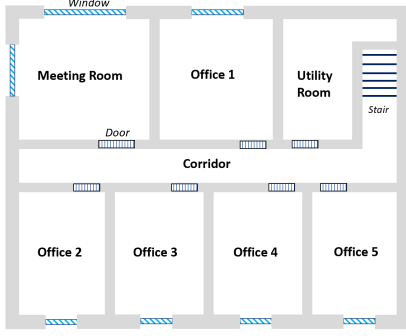 Window
Meeting Room
Office 1
Utility
Room
Stair
Door
Corridor
Office 2
Office 3
Office 4
Office 5